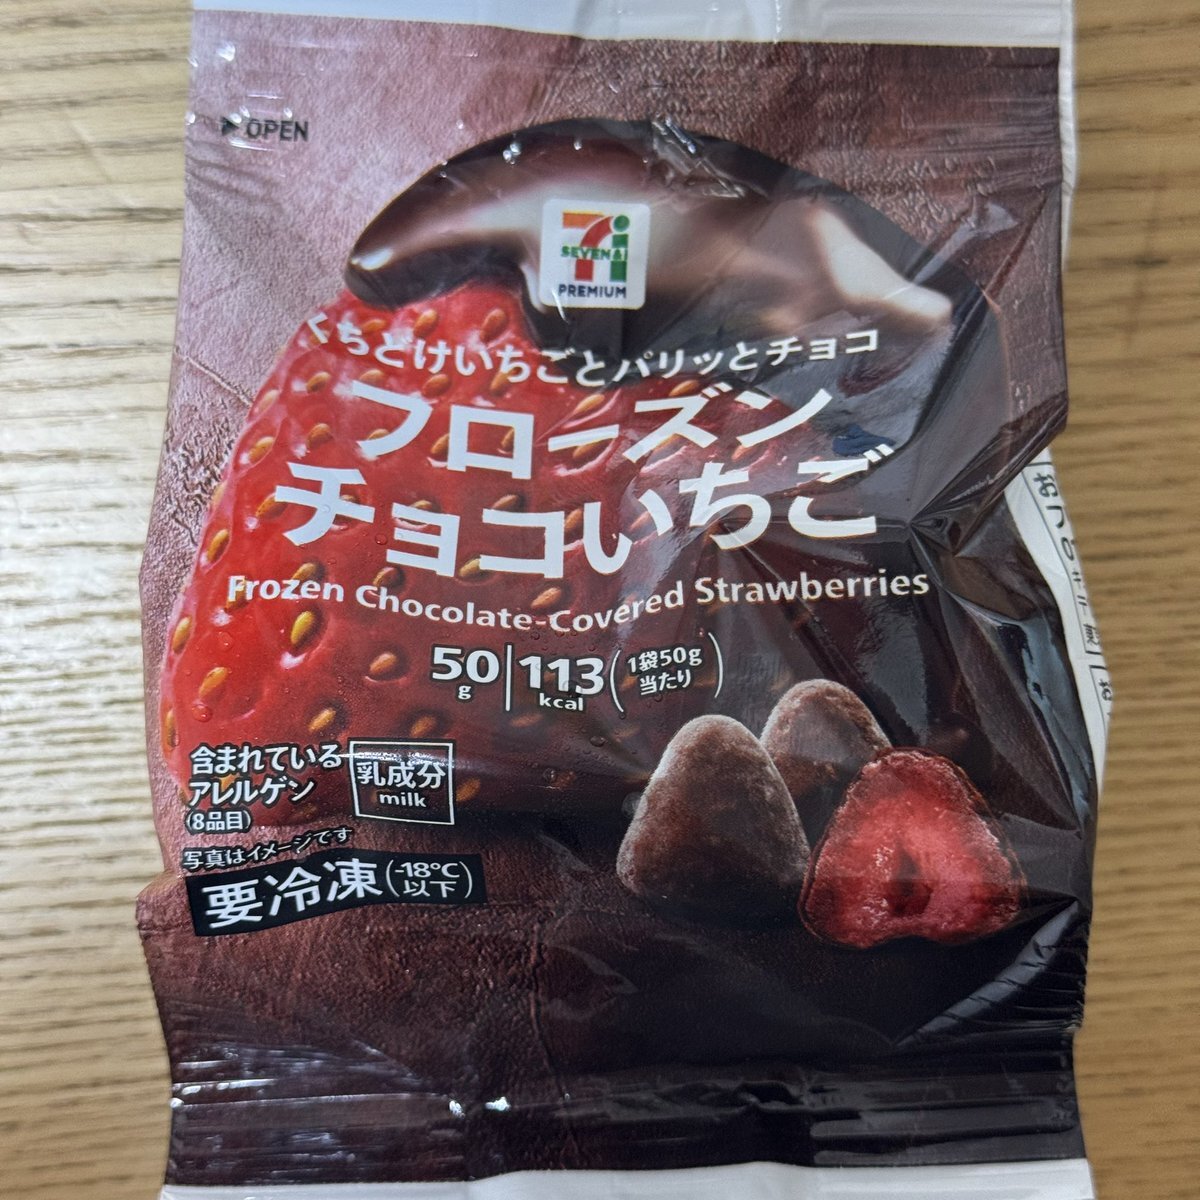 OPEN
7i
SEVEN&i
PREMIUM
くちどけいちごとパリッとチョコ
フローズン
チョコいちご
Frozen Chocolate-Covered Strawberries
50g 113kcal (1袋50g当たり)
含まれている
アレルゲン
(8品目)
乳成分
milk
写真はイメージです
要冷凍(-18℃以下)